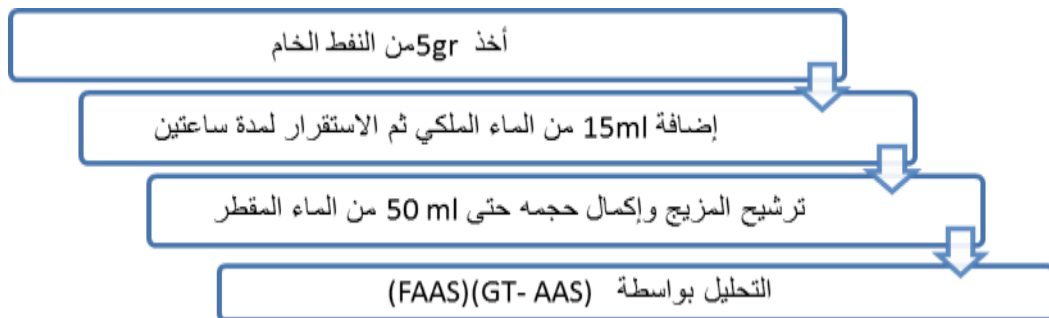 أخذ 5gr من النفط الخام
إضافة 15ml من الماء الملكي ثم الاستقرار لمدة ساعتين
ترشيح المزيج وإكمال حجمه حتى 50 ml من الماء المقطر
التحليل بواسطة (FAAS)(GT- AAS)